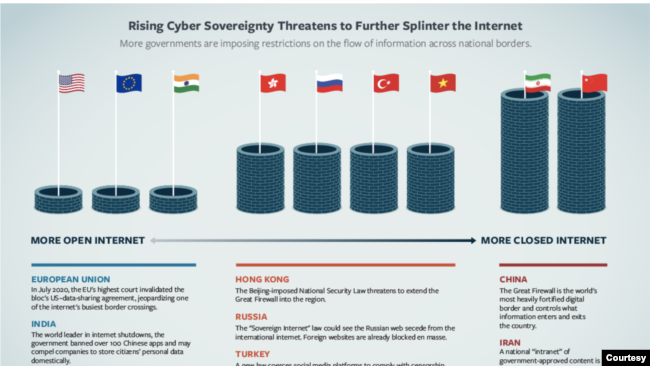 Rising Cyber Sovereignty Threatens to Further Splinter the Internet
More governments are imposing restrictions on the flow of information across national borders.
MORE OPEN INTERNET
MORE CLOSED INTERNET
EUROPEAN UNION
In July 2020, the EU's highest court invalidated the
bloc's US–data-sharing agreement, jeopardizing one
of the internet's busiest border crossings.
INDIA
The world leader in internet shutdowns, the
government banned over 100 Chinese apps and may
compel companies to store citizens' personal data
domestically.
HONG KONG
The Beijing-imposed National Security Law threatens to extend the
Great Firewall into the region.
RUSSIA
The "Sovereign Internet" law could see the Russian web secede from the
international internet. Foreign websites are already blocked en masse.
TURKEY
A new law coerces social media platforms to comply with censorship
CHINA
The Great Firewall is the world's
most heavily fortified digital
border and controls what
information enters and exits
the country.
IRAN
A national "intranet" of
government-approved content is
Courtesy